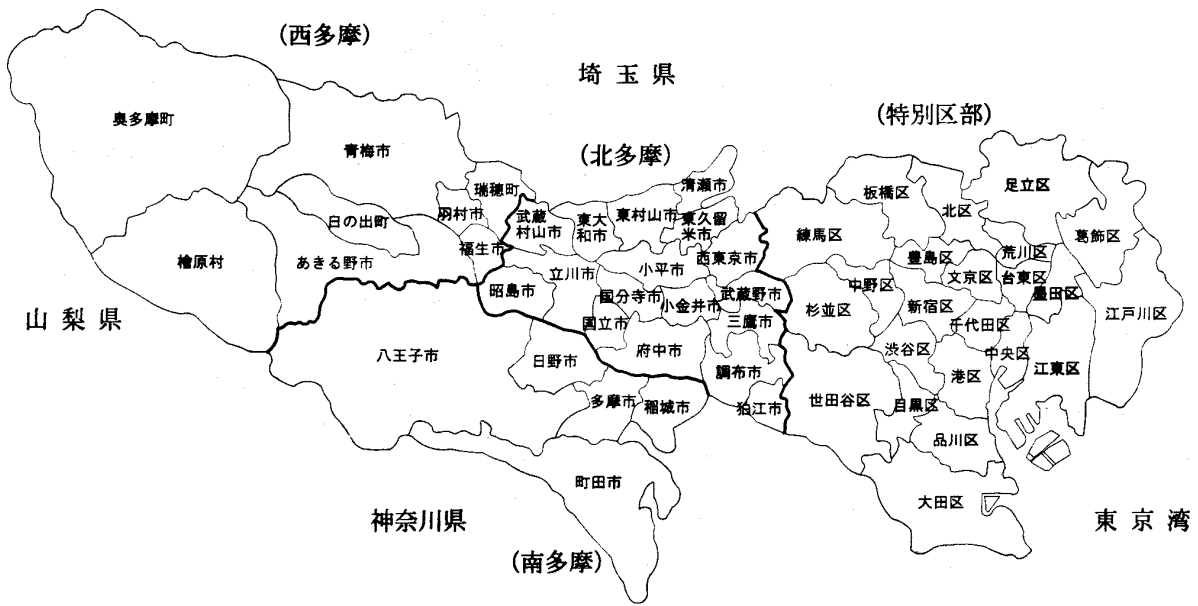 (西多摩)
埼玉県
(特別区部)
奥多摩町
青梅市
(北多摩)
清瀬市
板橋区
足立区
瑞穂町
羽村市
武蔵
村山市
東大
和市
東村山市
東久留
米市
北区
日の出町
福生市
西東京市
練馬区
葛飾区
檜原村
あきる野市
立川市
小平市
豊島区
文京区
荒川区
台東区
墨田区
昭島市
国分寺市
小金井市
武蔵野市
中野区
杉並区
新宿区
江戸川区
山梨県
国立市
三鷹市
千代田区
八王子市
日野市
府中市
調布市
渋谷区
中央区
港区
江東区
多摩市
稲城市
狛江市
世田谷区
目黒区
品川区
町田市
大田区
神奈川県
東京湾
(南多摩)